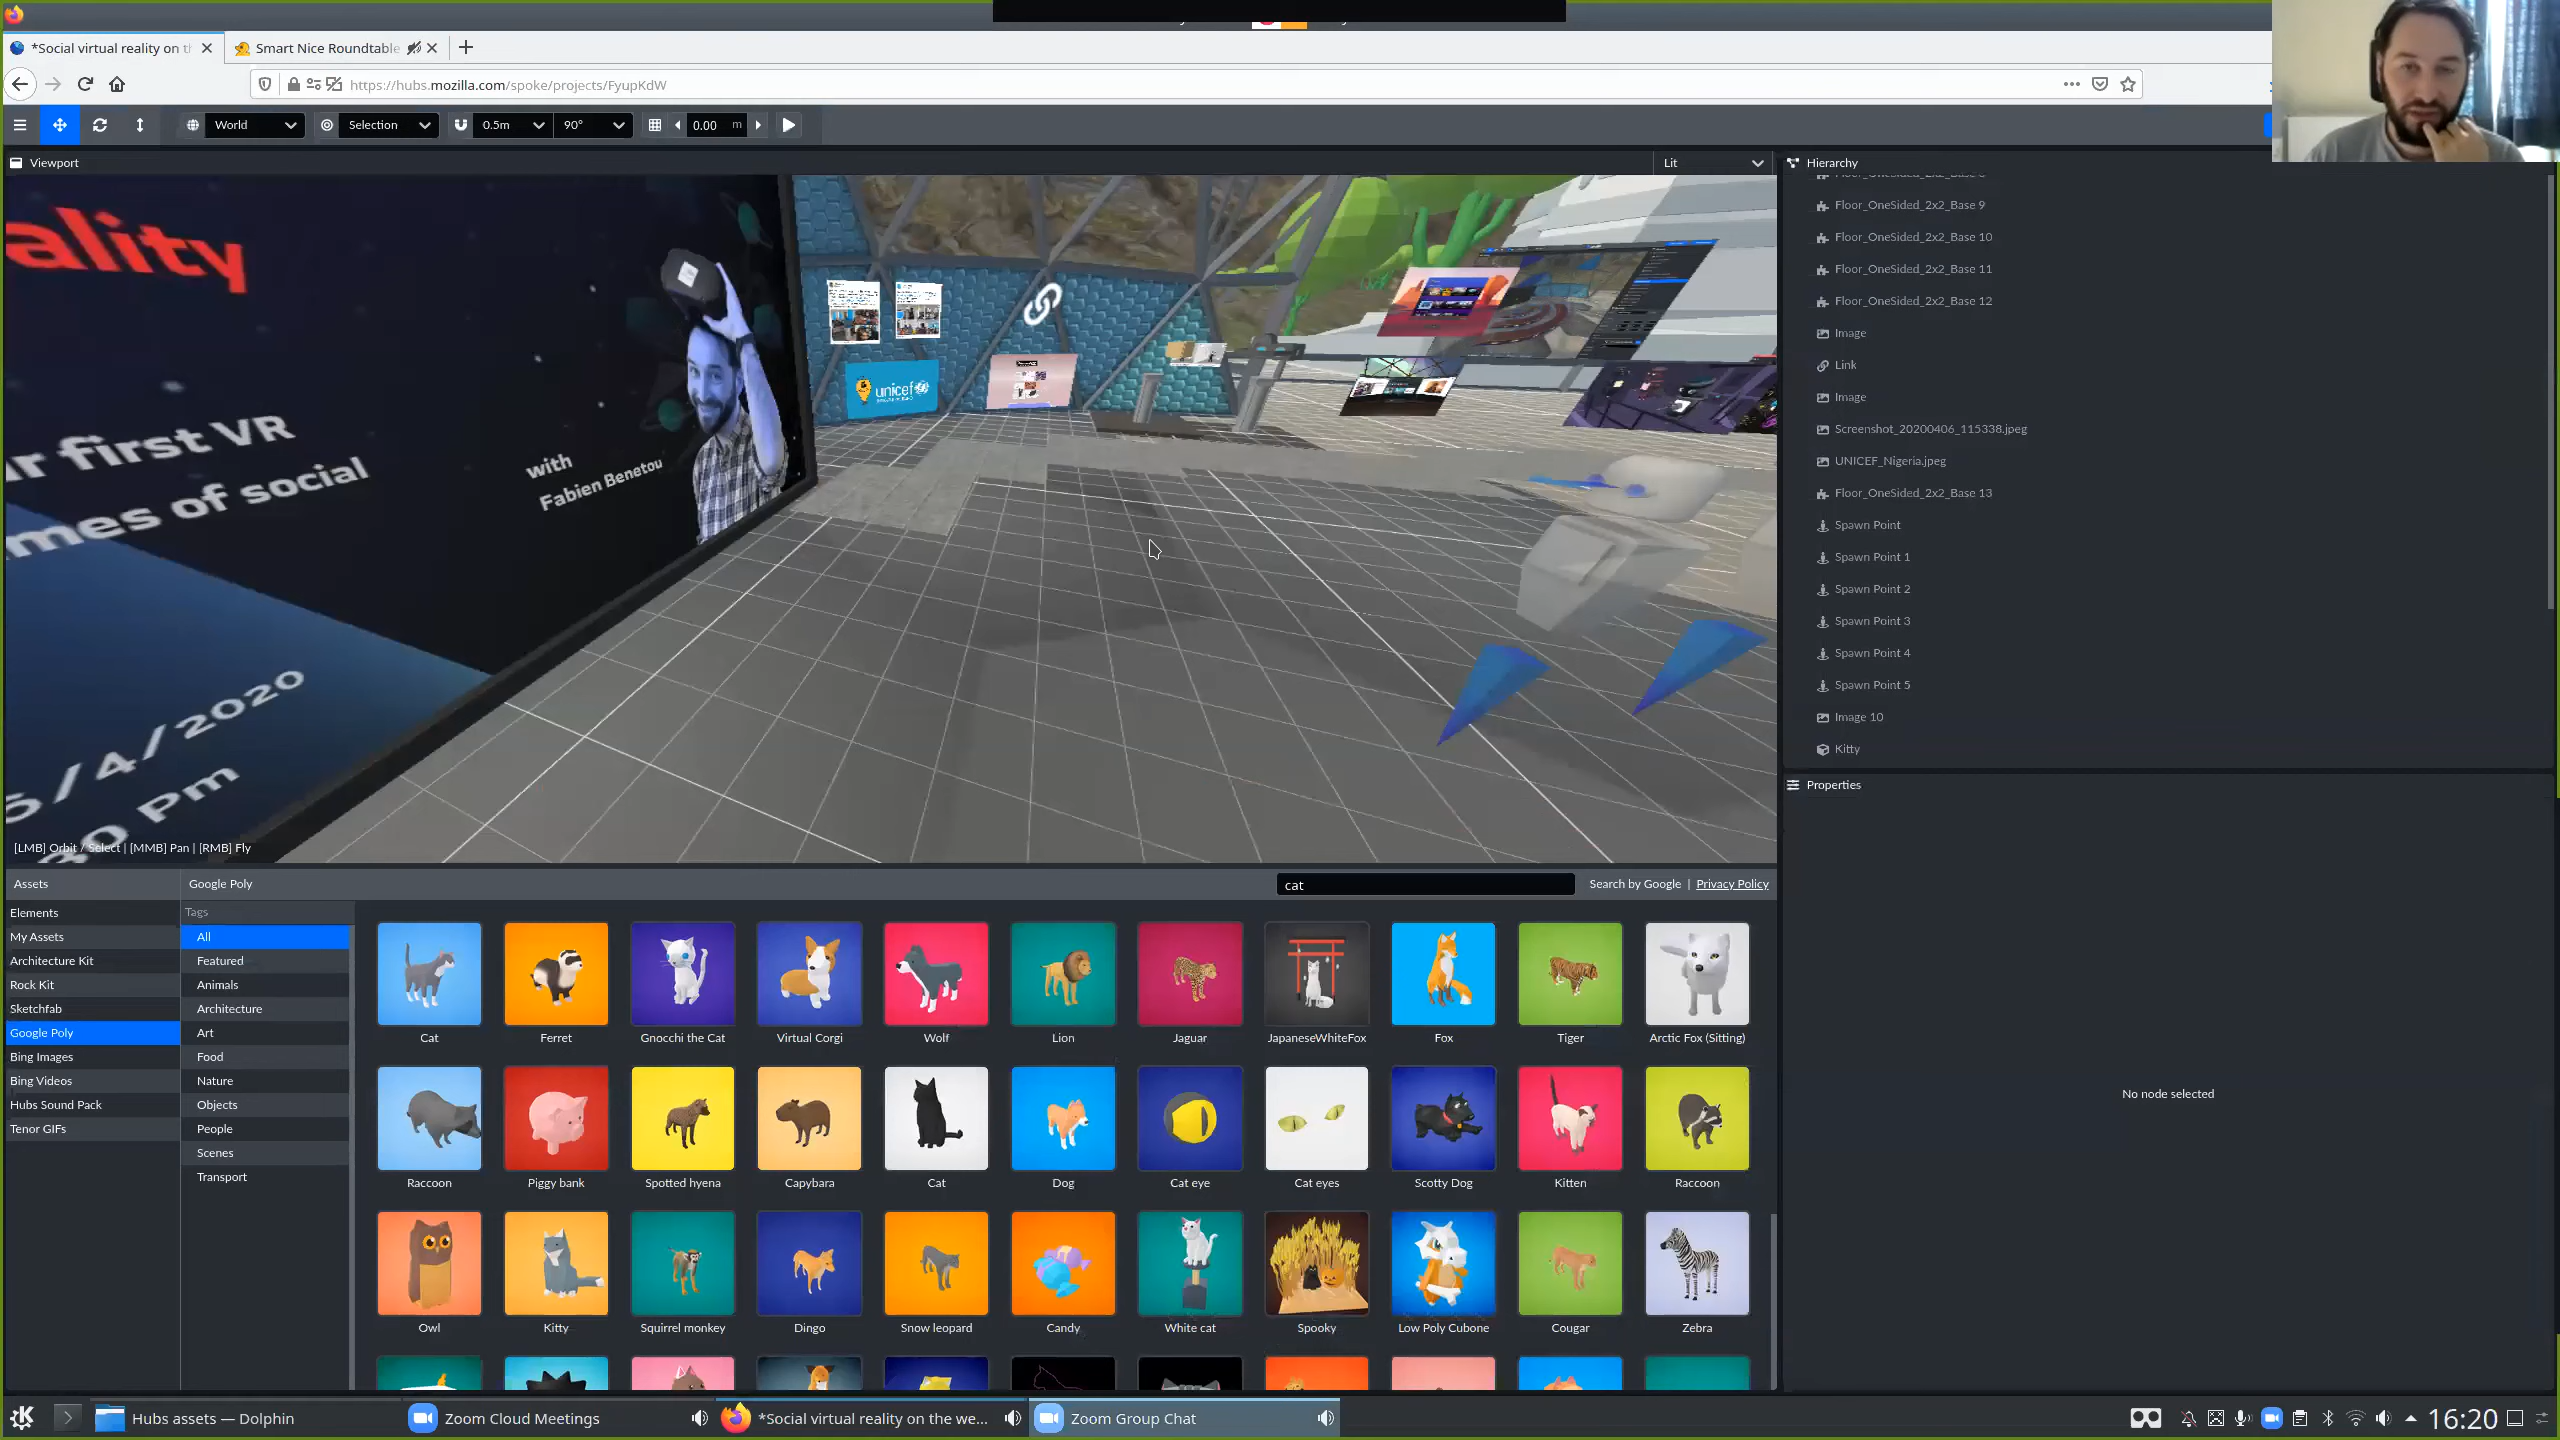 *Social virtual reality on t
Smart Nice Roundtable
https://hubs.mozilla.com/spoke/projects/FyupKdW
World
Selection
0.5m
90°
0.00 m
Viewport
Lit
Hierarchy
Floor_OneSided_2x2_Base 9
Floor_OneSided_2x2_Base 10
Floor_OneSided_2x2_Base 11
Floor_OneSided_2x2_Base 12
Image
Link
Image
Screenshot_20200406_115338.jpeg
UNICEF_Nigeria.jpeg
Floor_OneSided_2x2_Base 13
Spawn Point
Spawn Point 1
Spawn Point 2
Spawn Point 3
Spawn Point 4
Spawn Point 5
Image 10
Kitty
ality
r first VR
mes of social
with
Fabien Benetou
5/4/2020
30 Pm
unicef
[LMB] Orbit / Select | [MMB] Pan | [RMB] Fly
Properties
No node selected
Assets
Google Poly
cat
Search by Google | Privacy Policy
Elements
My Assets
Architecture Kit
Rock Kit
Sketchfab
Google Poly
Bing Images
Bing Videos
Hubs Sound Pack
Tenor GIFs
Tags
All
Featured
Animals
Architecture
Art
Food
Nature
Objects
People
Scenes
Transport
Cat
Ferret
Gnocchi the Cat
Virtual Corgi
Wolf
Lion
Jaguar
JapaneseWhiteFox
Fox
Tiger
Arctic Fox (Sitting)
Raccoon
Piggy bank
Spotted hyena
Capybara
Cat
Dog
Cat eye
Cat eyes
Scotty Dog
Kitten
Raccoon
Owl
Kitty
Squirrel monkey
Dingo
Snow leopard
Candy
White cat
Spooky
Low Poly Cubone
Cougar
Zebra
Hubs assets — Dolphin
Zoom Cloud Meetings
*Social virtual reality on the we...
Zoom Group Chat
16:20